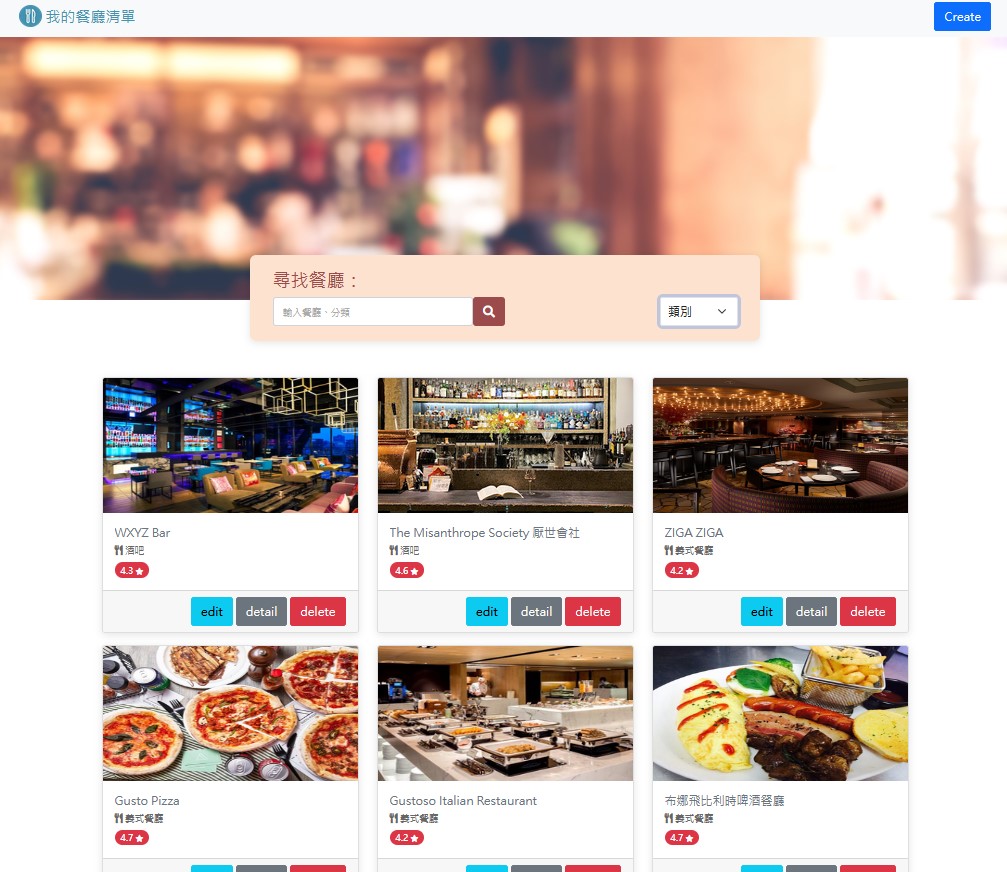 我的餐廳清單
Create
尋找餐廳：
輸入餐廳、分類
類別
WXYZ Bar
酒吧
4.3
edit detail delete
The Misanthrope Society 厭世會社
酒吧
4.6
edit detail delete
ZIGA ZIGA
義式餐廳
4.2
edit detail delete
Gusto Pizza
義式餐廳
4.7
Gustoso Italian Restaurant
義式餐廳
4.2
布娜飛比利時啤酒餐廳
義式餐廳
4.7